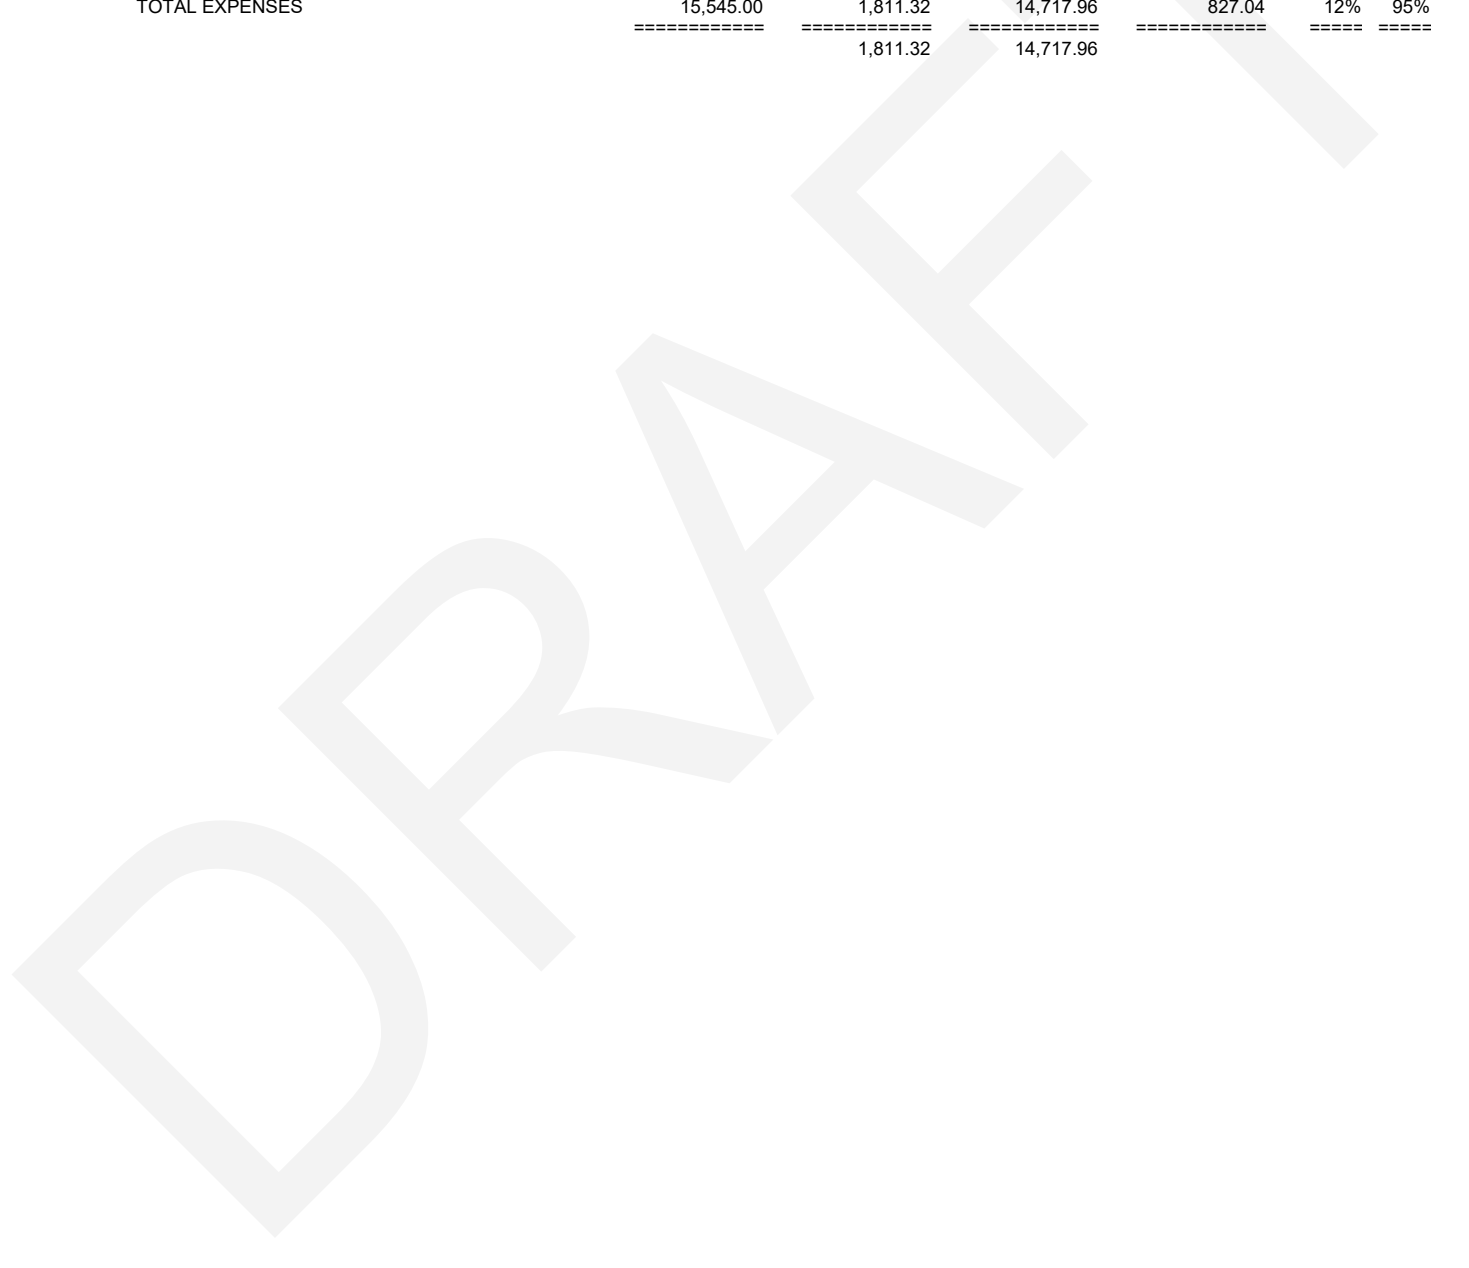 TOTAL EXPENSES 15,545.00 1,811.32 14,717.96 827.04 12% 95%
============ ============ ============ ============ ===== =====
1,811.32 14,717.96
DRAFT